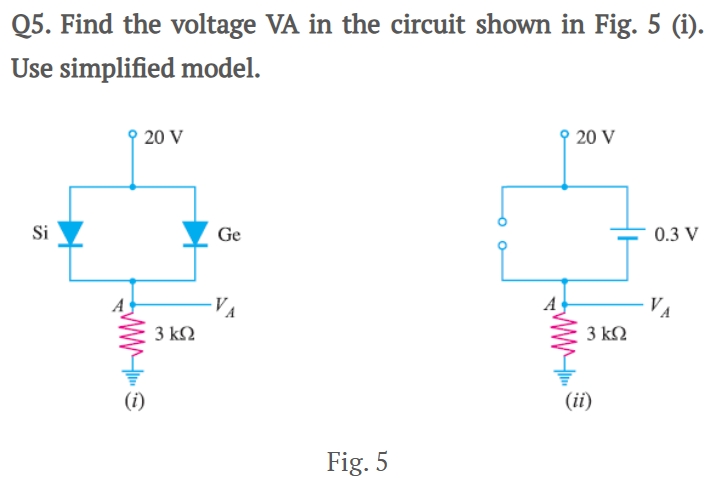 Q5. Find the voltage VA in the circuit shown in Fig. 5 (i).
Use simplified model.
20 V
20 V
Si
Ge
0.3 V
A
V_A
A
V_A
3 kΩ
3 kΩ
(i)
(ii)
Fig. 5